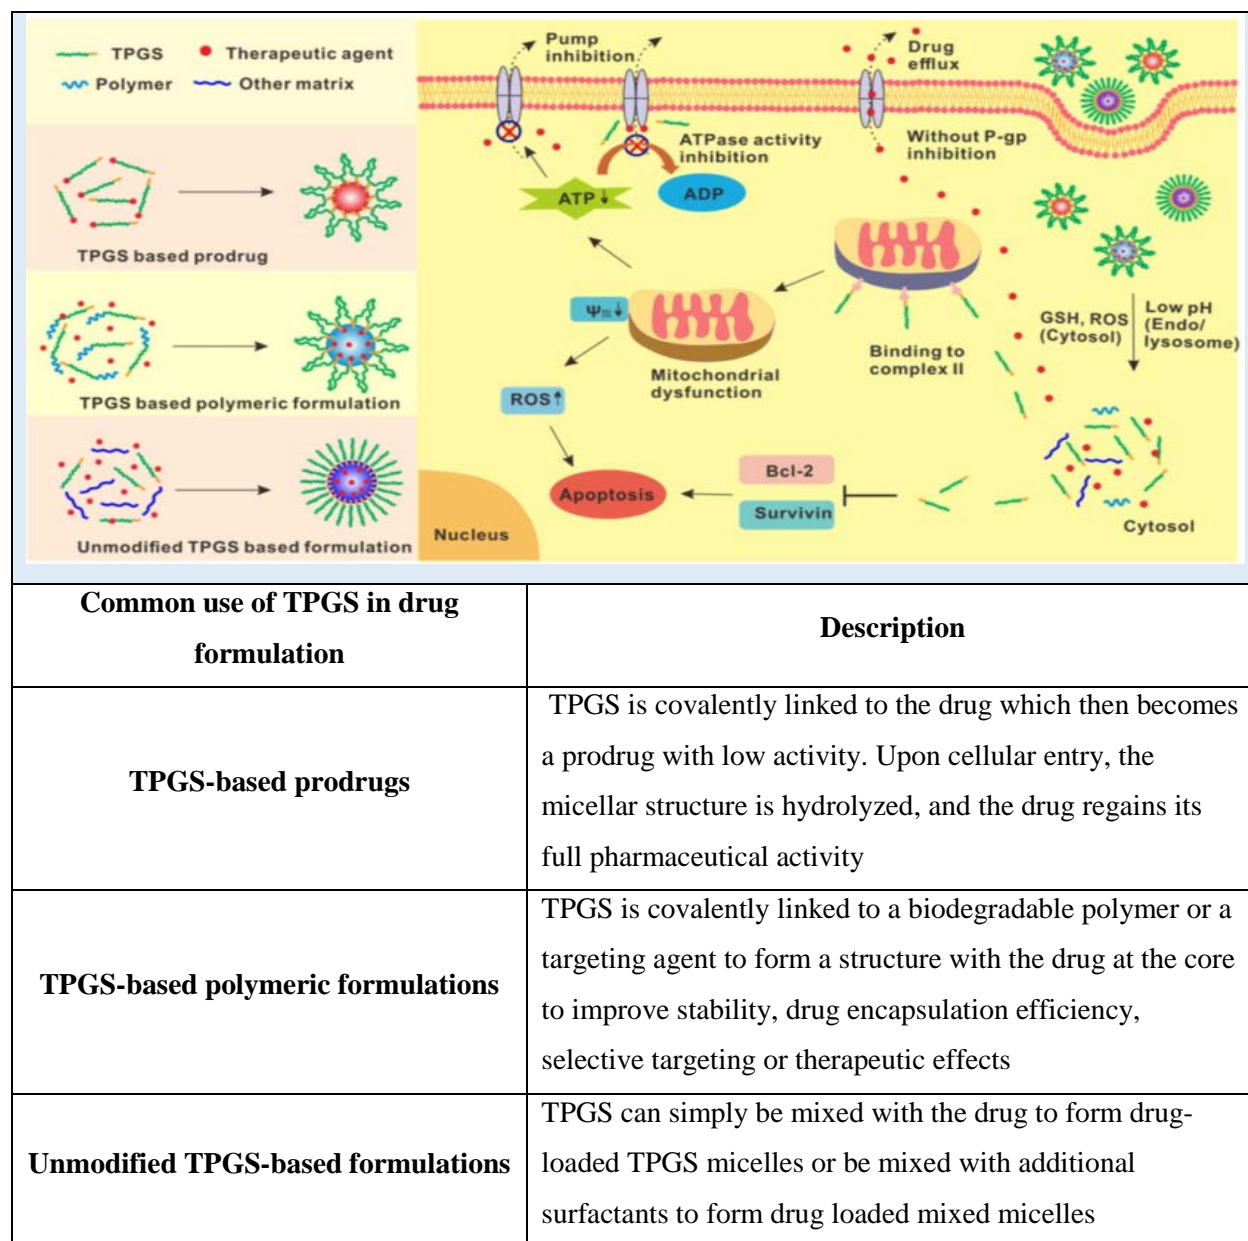 TPGS
Therapeutic agent
Polymer
Other matrix
TPGS based prodrug
TPGS based polymeric formulation
Unmodified TPGS based formulation
Pump
inhibition
ATPase activity
inhibition
ATP↓
ADP
Drug
efflux
Without P-gp
inhibition
Ψm↓
Mitochondrial
dysfunction
Binding to
complex II
GSH, ROS
(Cytosol)
Low pH
(Endo/
lysosome)
ROS↑
Apoptosis
Bcl-2
Survivin
Nucleus
Cytosol
Common use of TPGS in drug
formulation
Description
TPGS-based prodrugs
TPGS is covalently linked to the drug which then becomes
a prodrug with low activity. Upon cellular entry, the
micellar structure is hydrolyzed, and the drug regains its
full pharmaceutical activity
TPGS-based polymeric formulations
TPGS is covalently linked to a biodegradable polymer or a
targeting agent to form a structure with the drug at the core
to improve stability, drug encapsulation efficiency,
selective targeting or therapeutic effects
Unmodified TPGS-based formulations
TPGS can simply be mixed with the drug to form drug-
loaded TPGS micelles or be mixed with additional
surfactants to form drug loaded mixed micelles